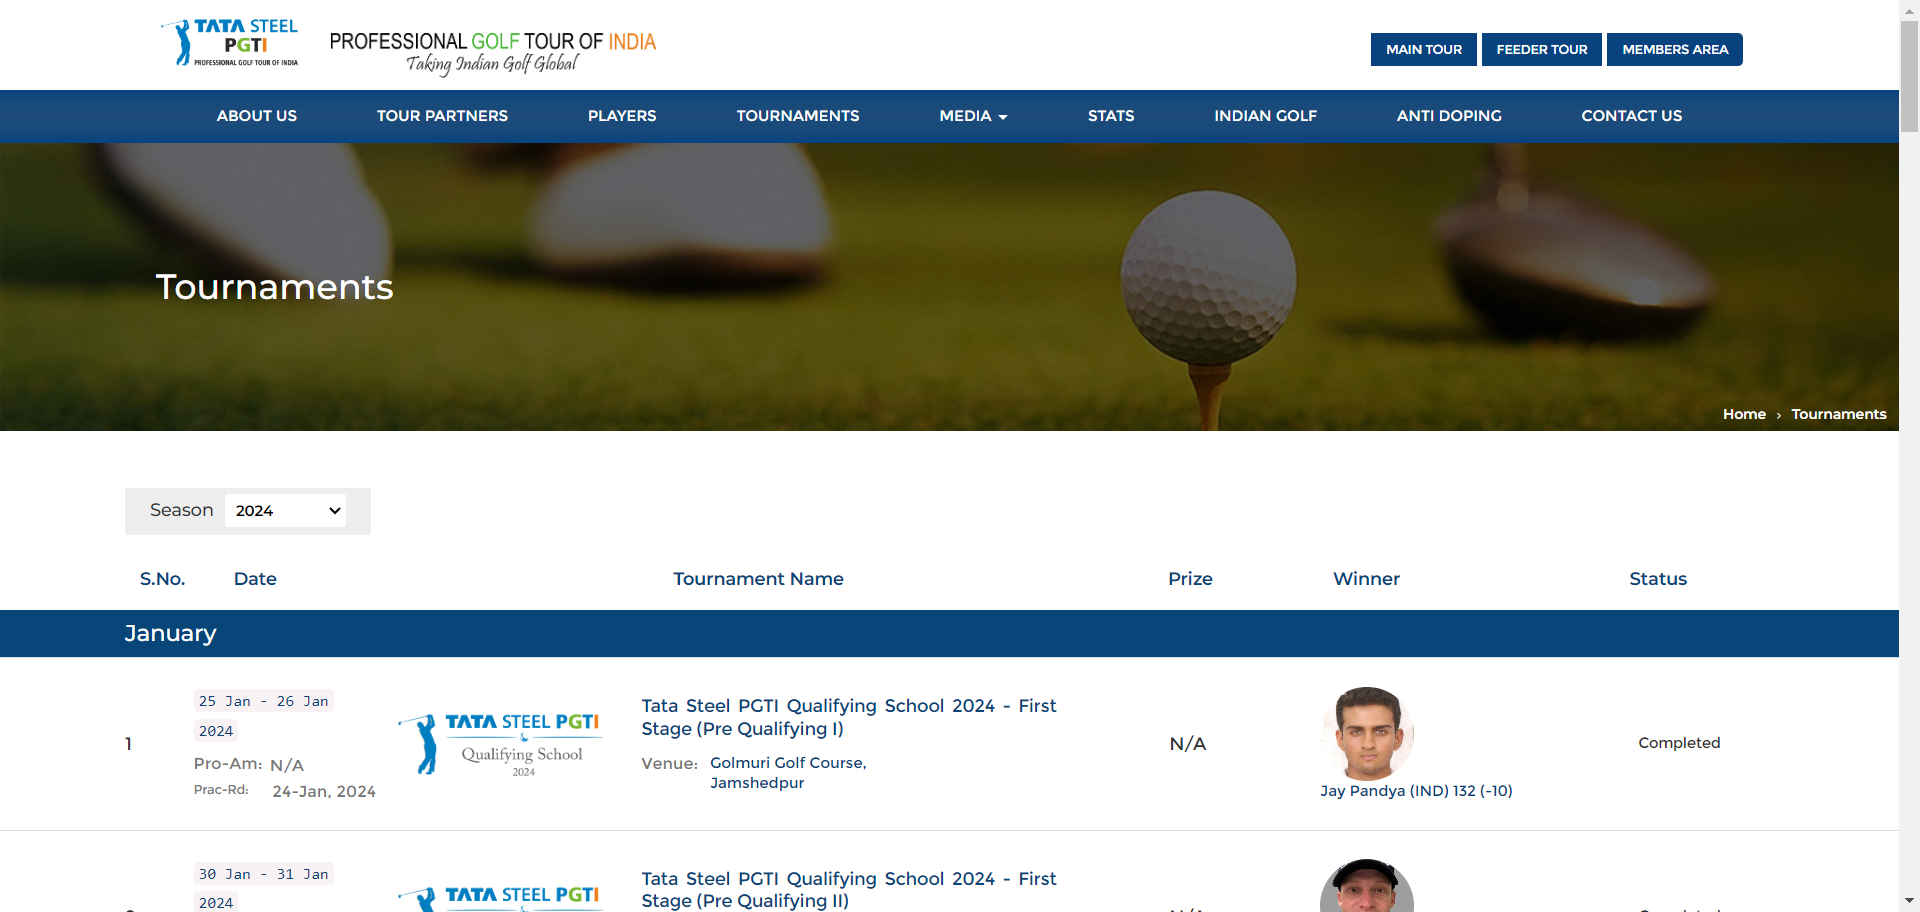 TATA STEEL
PGTI
PROFESSIONAL GOLF TOUR OF INDIA
PROFESSIONAL GOLF TOUR OF INDIA
Taking Indian Golf Global
MAIN TOUR
FEEDER TOUR
MEMBERS AREA
ABOUT US
TOUR PARTNERS
PLAYERS
TOURNAMENTS
MEDIA
STATS
INDIAN GOLF
ANTI DOPING
CONTACT US
Tournaments
Home › Tournaments
Season 2024
S.No. Date Tournament Name Prize Winner Status
January
1
25 Jan - 26 Jan
2024
Pro-Am: N/A
Prac-Rd: 24-Jan, 2024
TATA STEEL PGTI
Qualifying School
2024
Tata Steel PGTI Qualifying School 2024 - First
Stage (Pre Qualifying I)
Venue: Golmuri Golf Course,
Jamshedpur
N/A
Jay Pandya (IND) 132 (-10)
Completed
30 Jan - 31 Jan
2024
TATA STEEL PGTI
Tata Steel PGTI Qualifying School 2024 - First
Stage (Pre Qualifying II)